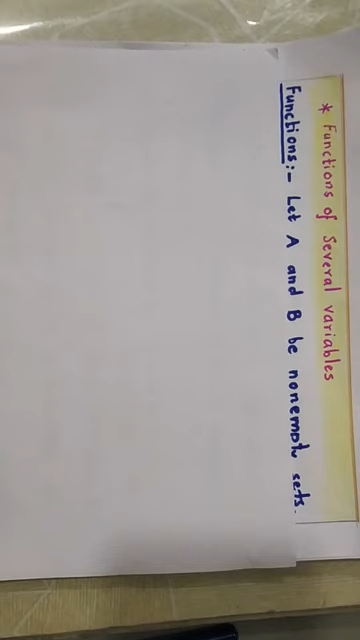 * Functions of Several variables
Functions:- Let A and B be nonempty sets.